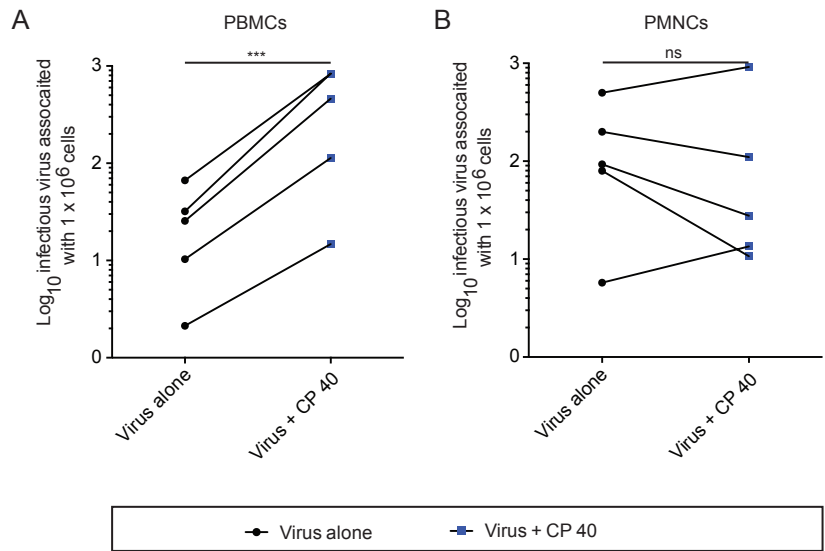 A
PBMCs
***
3
2
1
0
Log10 infectious virus assocaited
with 1 x 10^6 cells
Virus alone
Virus + CP 40
B
PMNCs
ns
3
2
1
0
Log10 infectious virus assocaited
with 1 x 10^6 cells
Virus alone
Virus + CP 40
Virus alone
Virus + CP 40